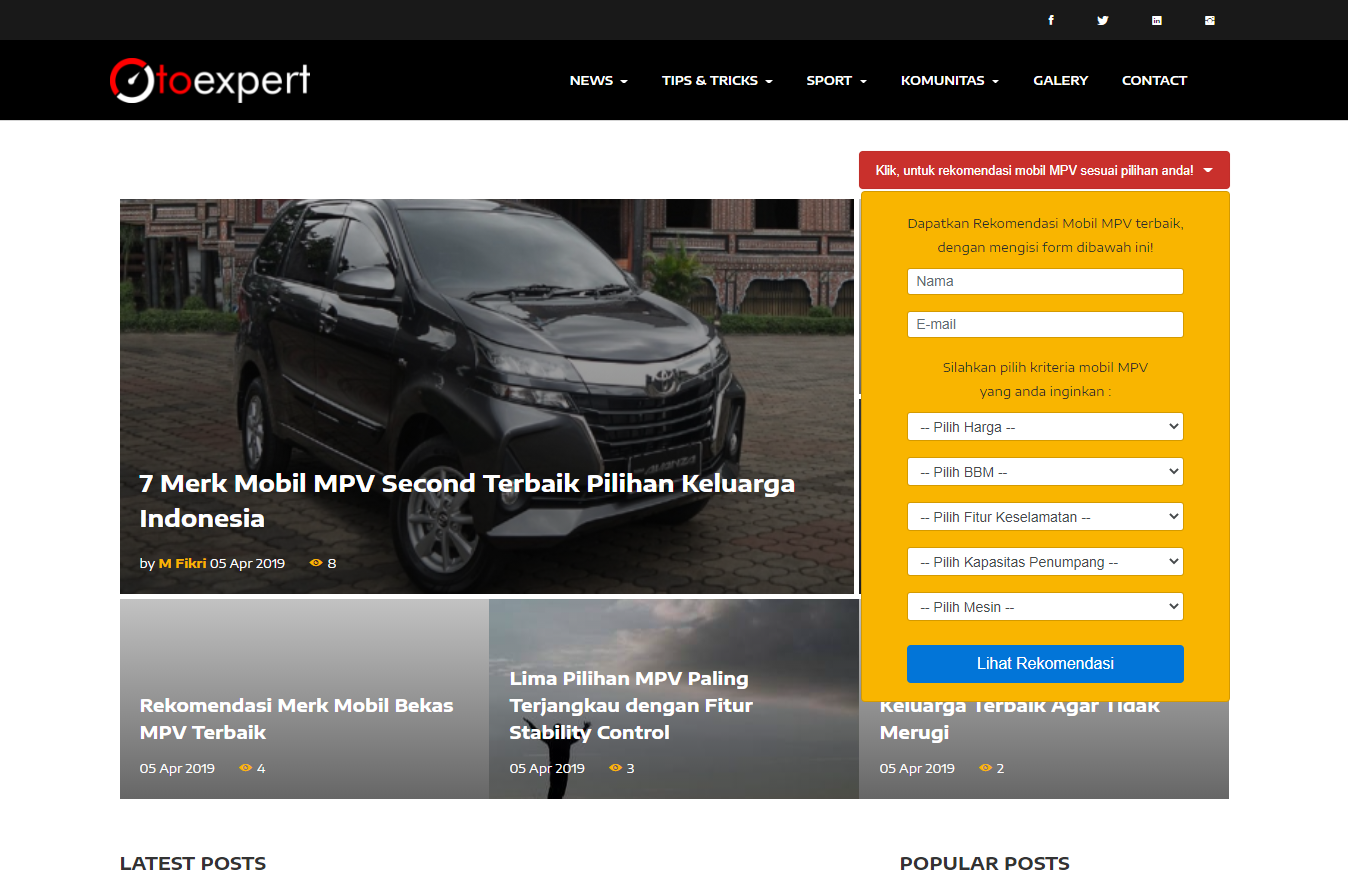 otoexpert
NEWS
TIPS & TRICKS
SPORT
KOMUNITAS
GALERY
CONTACT
Klik, untuk rekomendasi mobil MPV sesuai pilihan anda!
Dapatkan Rekomendasi Mobil MPV terbaik,
dengan mengisi form dibawah ini!
Nama
E-mail
Silahkan pilih kriteria mobil MPV
yang anda inginkan :
-- Pilih Harga --
-- Pilih BBM --
-- Pilih Fitur Keselamatan --
-- Pilih Kapasitas Penumpang --
-- Pilih Mesin --
Lihat Rekomendasi
AVANZA
7 Merk Mobil MPV Second Terbaik Pilihan Keluarga
Indonesia
by M Fikri 05 Apr 2019 8
Rekomendasi Merk Mobil Bekas
MPV Terbaik
05 Apr 2019 4
Lima Pilihan MPV Paling
Terjangkau dengan Fitur
Stability Control
05 Apr 2019 3
Keluarga Terbaik Agar Tidak
Merugi
05 Apr 2019 2
LATEST POSTS
POPULAR POSTS